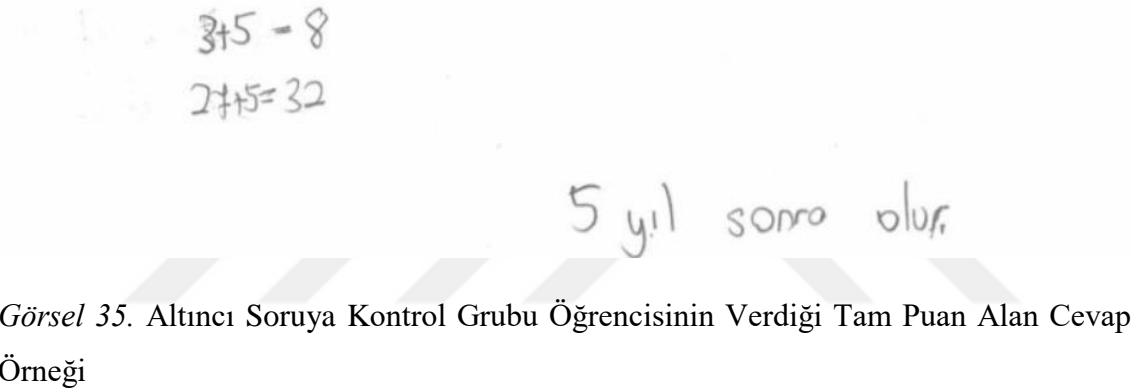 3+5 = 8
27+5=32
5 yıl sonra olur.
Görsel 35. Altıncı Soruya Kontrol Grubu Öğrencisinin Verdiği Tam Puan Alan Cevap
Örneği